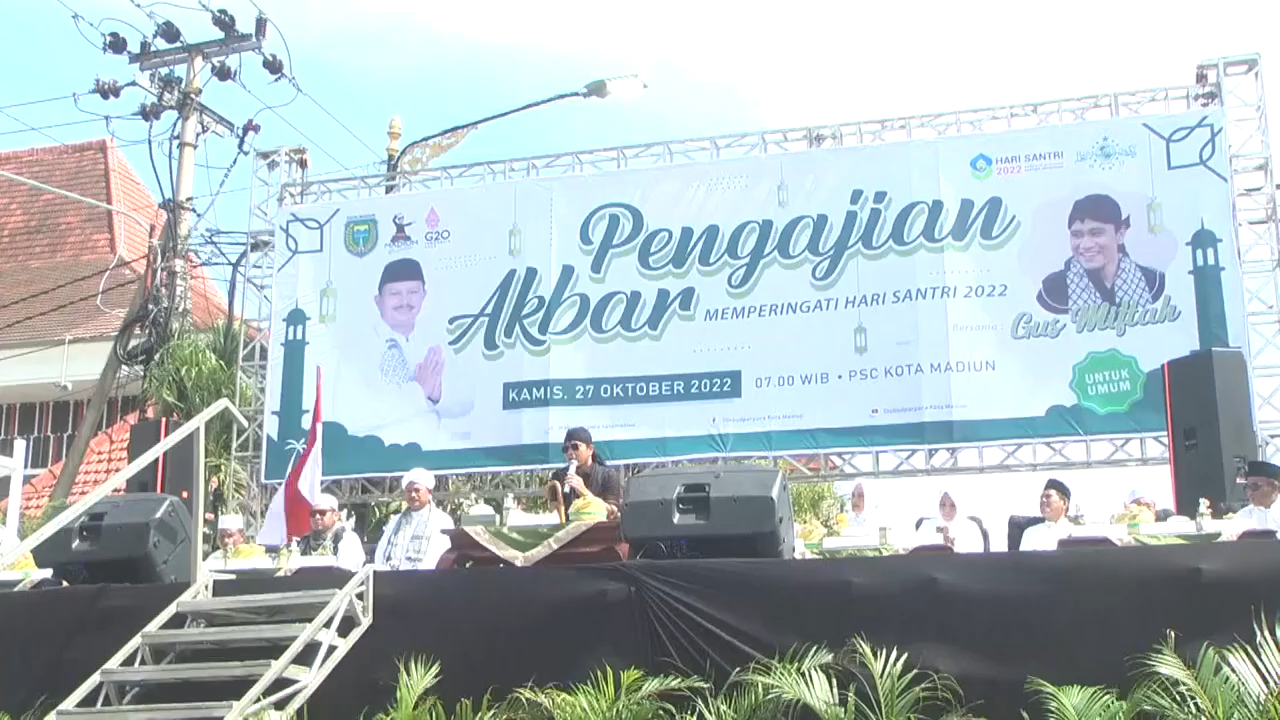 HARI SANTRI
2022
MADIUN
G20
Pengajian
Akbar
MEMPERINGATI HARI SANTRI 2022
Bersama :
Gus Miftah
KAMIS, 27 OKTOBER 2022
07.00 WIB • PSC KOTA MADIUN
UNTUK
UMUM